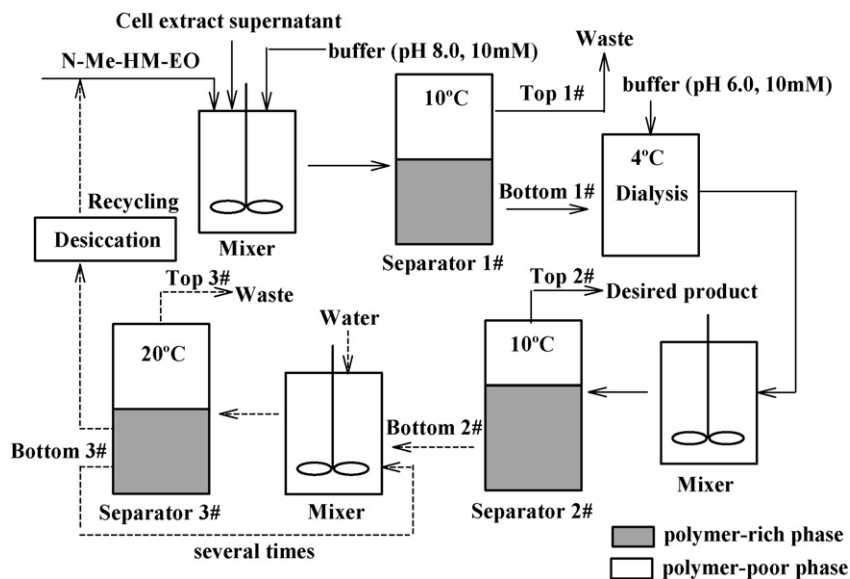 Cell extract supernatant
N-Me-HM-EO
buffer (pH 8.0, 10mM)
Waste
10ºC
Top 1#
buffer (pH 6.0, 10mM)
4ºC
Dialysis
Bottom 1#
Recycling
Desiccation
Mixer
Separator 1#
Top 3#
Waste
Water
Top 2#
Desired product
20ºC
10ºC
Bottom 2#
Bottom 3#
Separator 3#
Mixer
Separator 2#
Mixer
several times
polymer-rich phase
polymer-poor phase